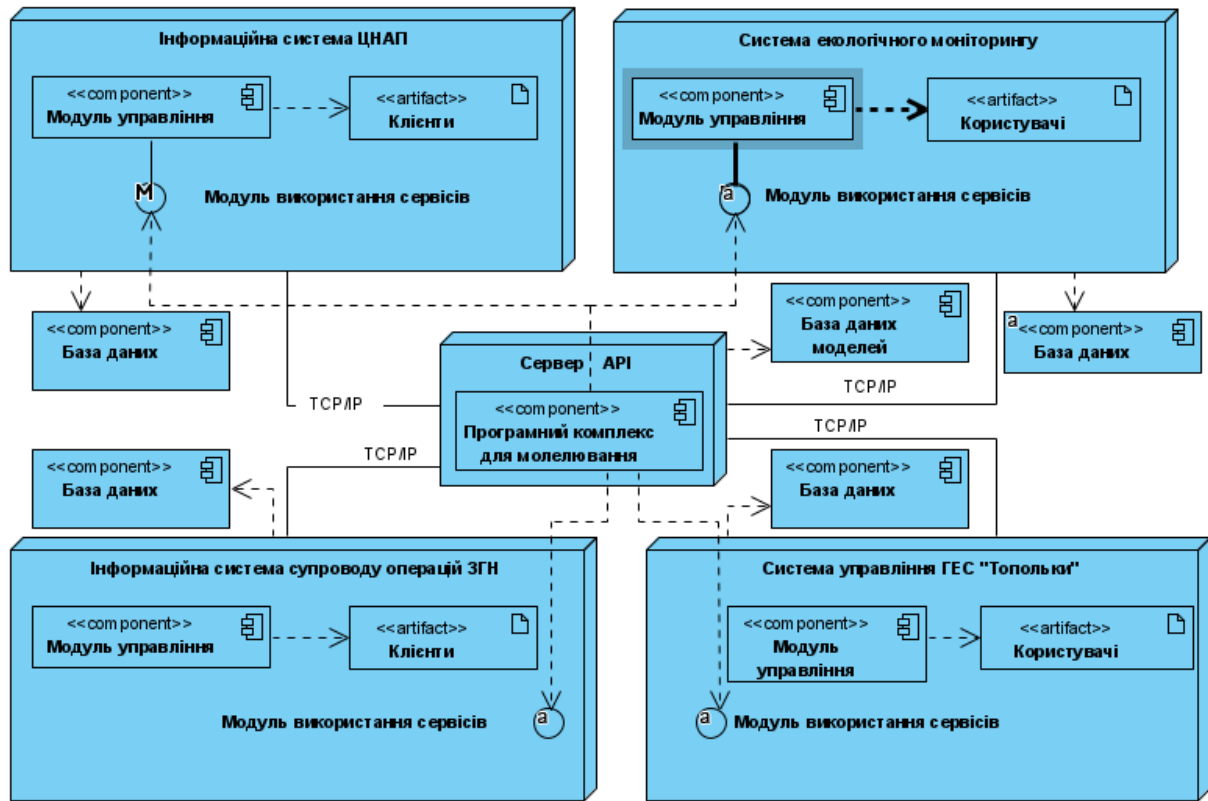 Інформаційна система ЦНАП
<<component>>
Модуль управління
<<artifact>>
Клієнти
М
Модуль використання сервісів
Система екологічного моніторингу
<<component>>
Модуль управління
<<artifact>>
Користувачі
a
Модуль використання сервісів
<<component>>
База даних
<<component>>
База даних
моделей
a
<<component>>
База даних
Сервер API
<<component>>
Програмний комплекс
для молелювання
TCP/IP
TCP/IP
TCP/IP
TCP/IP
<<component>>
База даних
<<component>>
База даних
Інформаційна система супроводу операцій ЗГН
<<component>>
Модуль управління
<<artifact>>
Клієнти
Модуль використання сервісів
a
Система управління ГЕС "Топольки"
<<component>>
Модуль
управління
<<artifact>>
Користувачі
a
Модуль використання сервісів